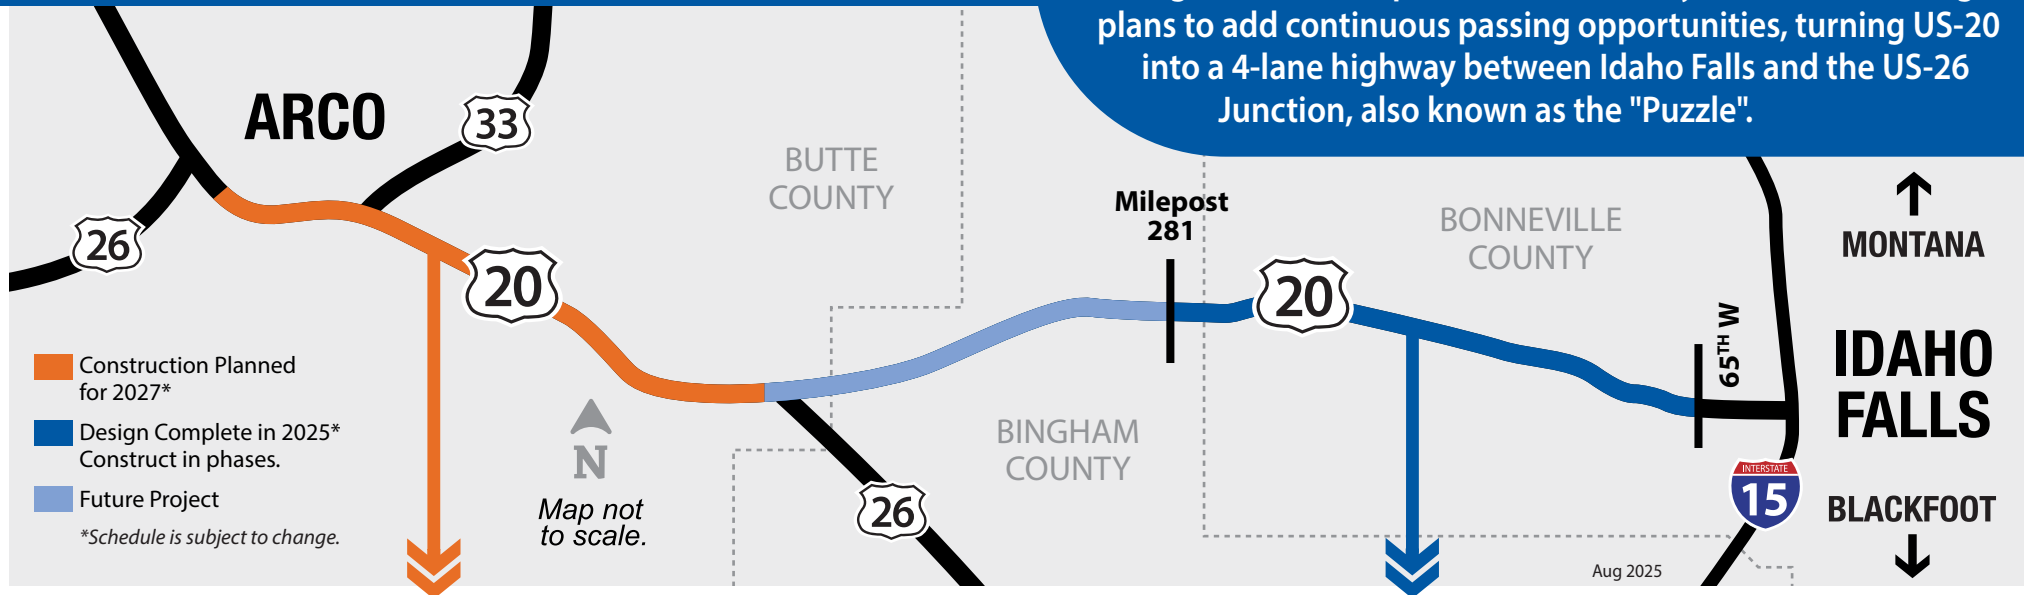 plans to add continuous passing opportunities, turning US-20
into a 4-lane highway between Idaho Falls and the US-26
Junction, also known as the "Puzzle".
ARCO
33
BUTTE
COUNTY
26
20
Milepost
281
BONNEVILLE
COUNTY
20
MONTANA
65TH W
IDAHO
FALLS
Construction Planned
for 2027*
Design Complete in 2025*
Construct in phases.
Future Project
*Schedule is subject to change.
N
Map not
to scale.
BINGHAM
COUNTY
26
INTERSTATE
15
BLACKFOOT
Aug 2025